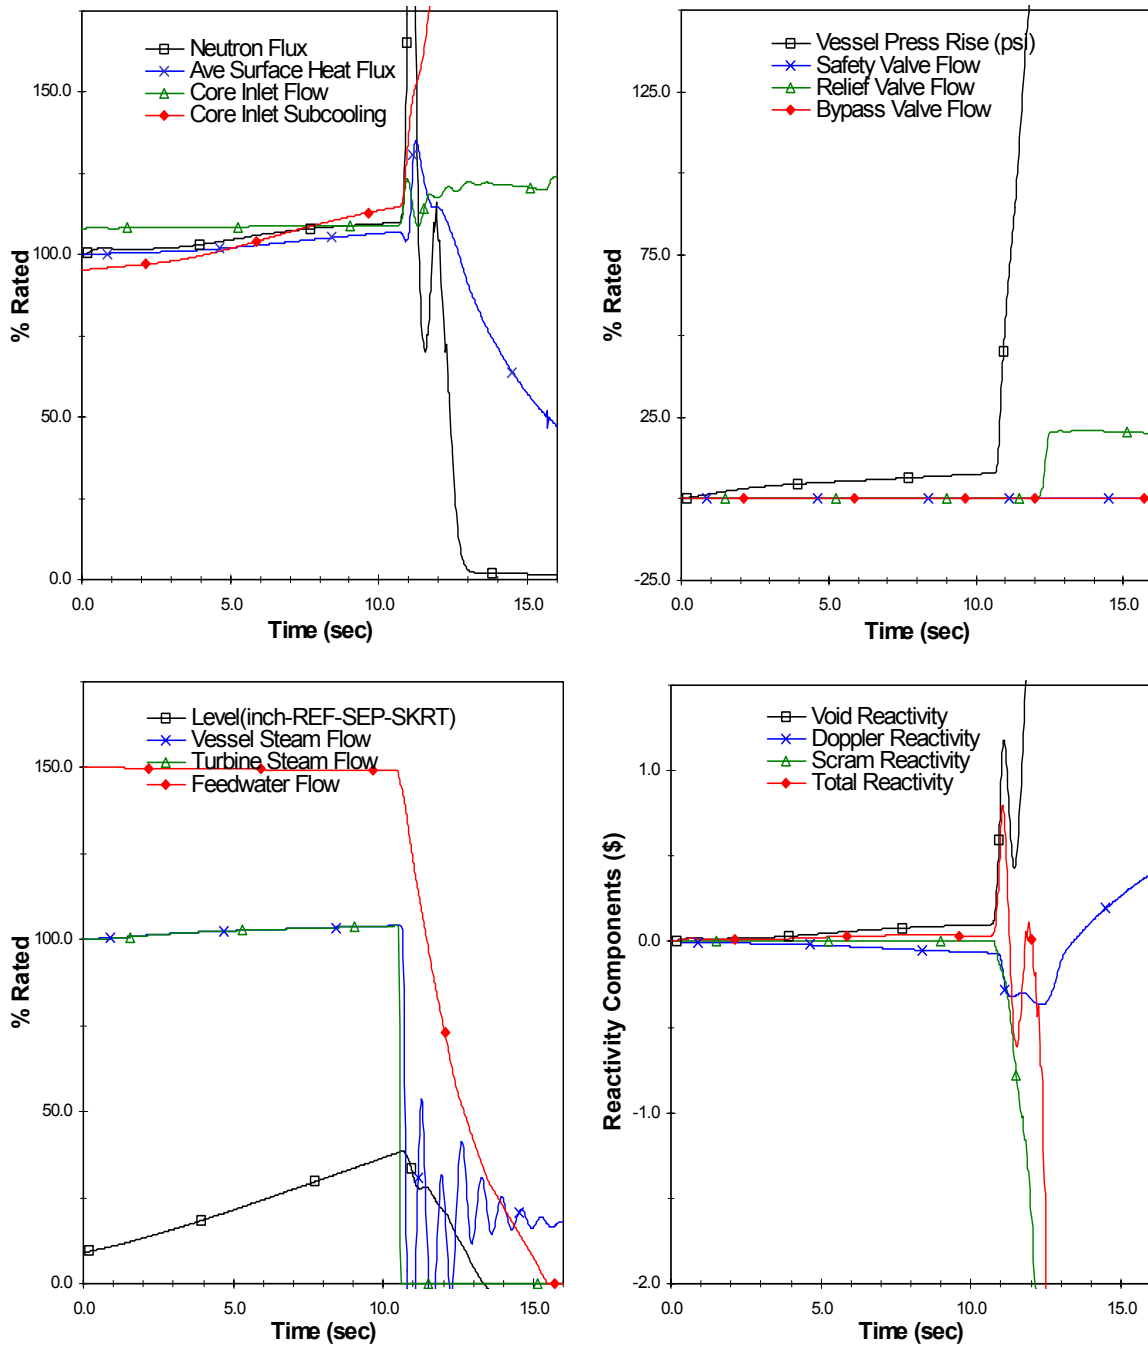 Neutron Flux
Ave Surface Heat Flux
Core Inlet Flow
Core Inlet Subcooling
150.0
100.0
50.0
0.0
% Rated
0.0 5.0 10.0 15.0
Time (sec)
Vessel Press Rise (psi)
Safety Valve Flow
Relief Valve Flow
Bypass Valve Flow
125.0
75.0
25.0
-25.0
% Rated
0.0 5.0 10.0 15.0
Time (sec)
Level(inch-REF-SEP-SKRT)
Vessel Steam Flow
Turbine Steam Flow
Feedwater Flow
150.0
100.0
50.0
0.0
% Rated
0.0 5.0 10.0 15.0
Time (sec)
Void Reactivity
Doppler Reactivity
Scram Reactivity
Total Reactivity
1.0
0.0
-1.0
-2.0
Reactivity Components ($)
0.0 5.0 10.0 15.0
Time (sec)